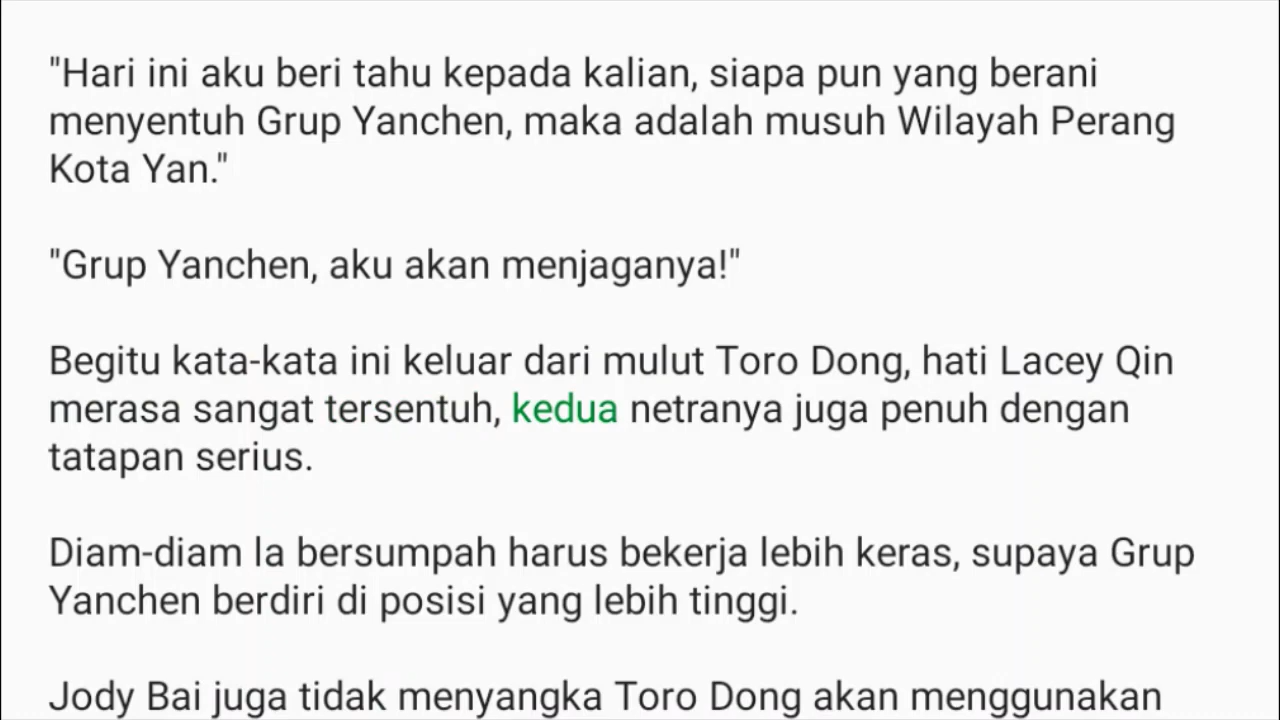 "Hari ini aku beri tahu kepada kalian, siapa pun yang berani
menyentuh Grup Yanchen, maka adalah musuh Wilayah Perang
Kota Yan."
"Grup Yanchen, aku akan menjaganya!"
Begitu kata-kata ini keluar dari mulut Toro Dong, hati Lacey Qin
merasa sangat tersentuh, kedua netranya juga penuh dengan
tatapan serius.
Diam-diam Ia bersumpah harus bekerja lebih keras, supaya Grup
Yanchen berdiri di posisi yang lebih tinggi.
Jody Bai juga tidak menyangka Toro Dong akan menggunakan